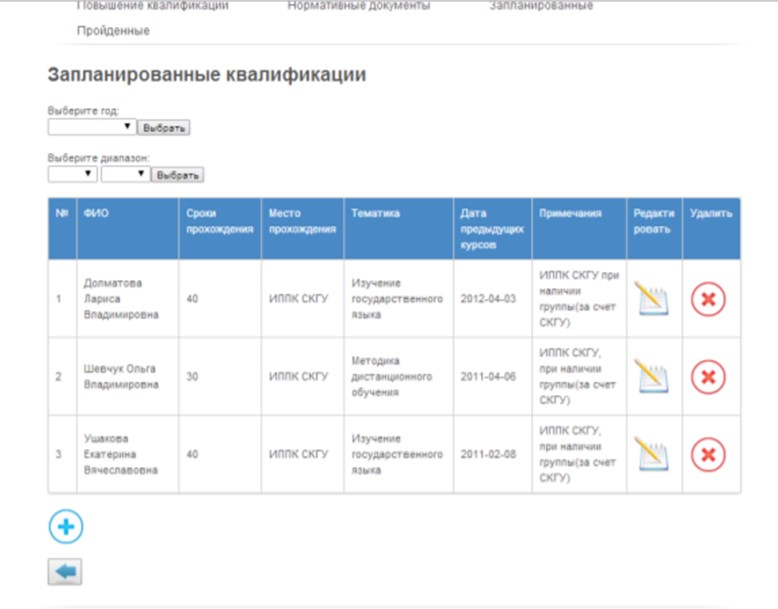 Повышение квалификации Нормативные документы Запланированные
Пройденные
Запланированные квалификации
Выберите год:
Выбрать
Выберите диапазон:
Выбрать
№ ФИО Сроки прохождения Место прохождения Тематика Дата предыдущих курсов Примечания Редакти ровать Удалить
1 Долматова Лариса Владимировна 40 ИППК СКГУ Изучение государственного языка 2012-04-03 ИППК СКГУ при наличии группы(за счет СКГУ)
2 Шевчук Ольга Владимировна 30 ИППК СКГУ Методика дистанционного обучения 2011-04-06 ИППК СКГУ, при наличии группы(за счет СКГУ)
3 Ушакова Екатерина Вячеславовна 40 ИППК СКГУ Изучение государственного языка 2011-02-08 ИППК СКГУ, при наличии группы(за счет СКГУ)